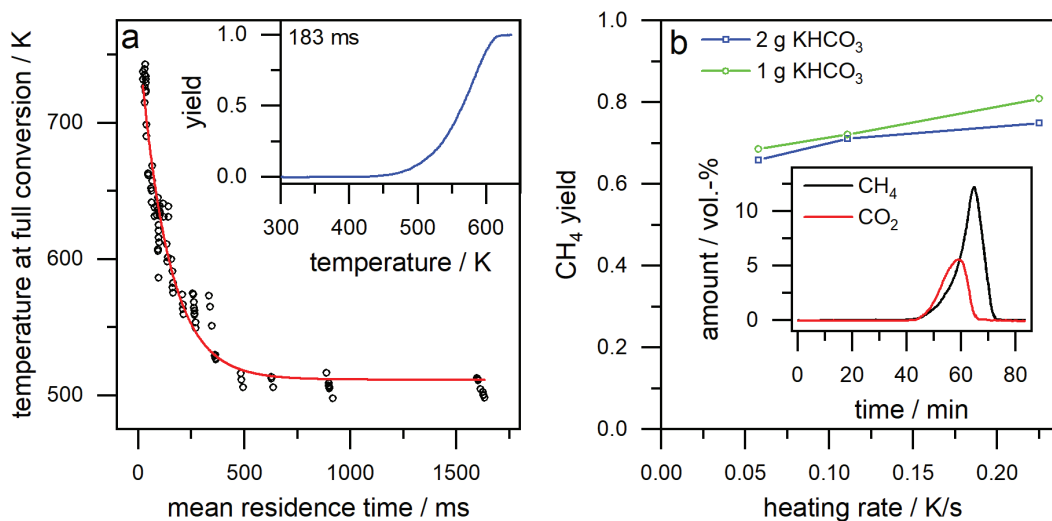 a
183 ms
yield
1.0
0.5
0.0
300
400
500
600
temperature / K
temperature at full conversion / K
700
600
500
0
500
1000
1500
mean residence time / ms
b
2 g KHCO₃
1 g KHCO₃
CH₄ yield
1.0
0.8
0.6
0.4
0.2
0.0
amount / vol.-%
CH₄
CO₂
10
5
0
0
20
40
60
80
time / min
0.00
0.05
0.10
0.15
0.20
heating rate / K/s